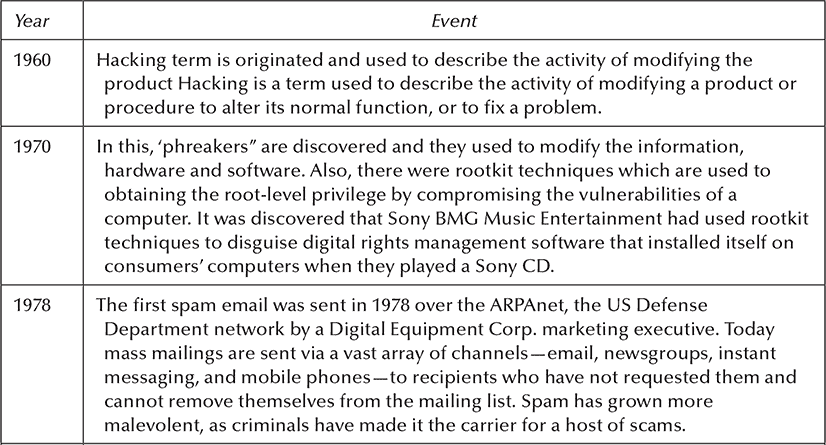 Year Event
1960 Hacking term is originated and used to describe the activity of modifying the
product Hacking is a term used to describe the activity of modifying a product or
procedure to alter its normal function, or to fix a problem.
1970 In this, ‘phreakers” are discovered and they used to modify the information,
hardware and software. Also, there were rootkit techniques which are used to
obtaining the root-level privilege by compromising the vulnerabilities of a
computer. It was discovered that Sony BMG Music Entertainment had used rootkit
techniques to disguise digital rights management software that installed itself on
consumers’ computers when they played a Sony CD.
1978 The first spam email was sent in 1978 over the ARPAnet, the US Defense
Department network by a Digital Equipment Corp. marketing executive. Today
mass mailings are sent via a vast array of channels—email, newsgroups, instant
messaging, and mobile phones—to recipients who have not requested them and
cannot remove themselves from the mailing list. Spam has grown more
malevolent, as criminals have made it the carrier for a host of scams.